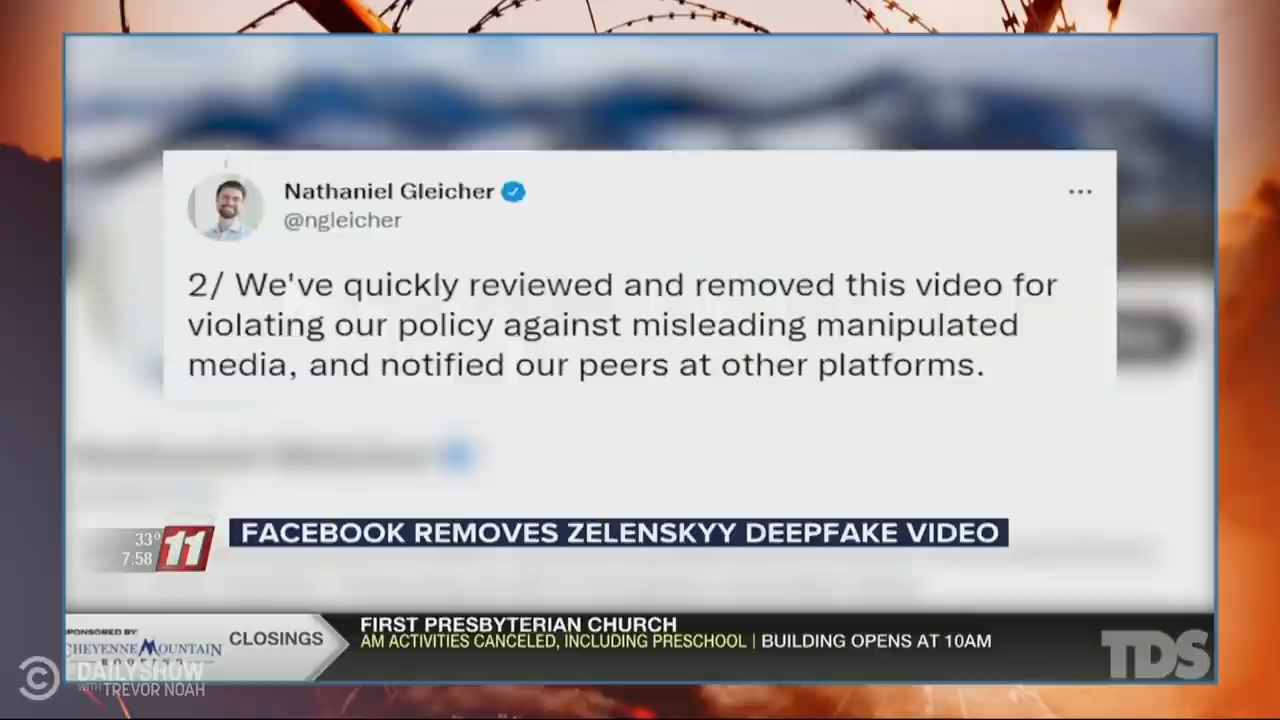 Nathaniel Gleicher
@ngleicher
2/ We've quickly reviewed and removed this video for
violating our policy against misleading manipulated
media, and notified our peers at other platforms.
33°
7:58
11
FACEBOOK REMOVES ZELENSKYY DEEPFAKE VIDEO
SPONSORED BY
CHEYENNE MOUNTAIN
CLOSINGS
FIRST PRESBYTERIAN CHURCH
AM ACTIVITIES CANCELED, INCLUDING PRESCHOOL | BUILDING OPENS AT 10AM
TDS
THE DAILY SHOW
WITH TREVOR NOAH